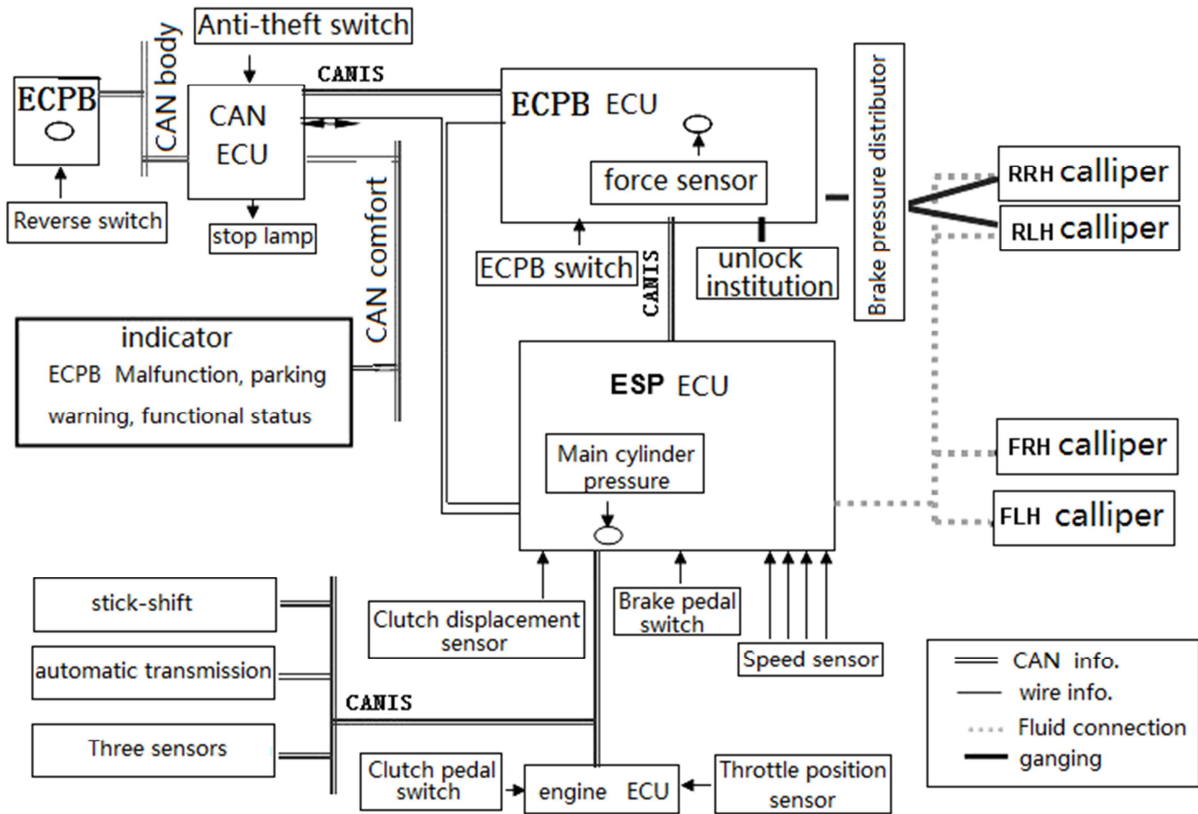 Anti-theft switch
CAN body
CANIS
ECPB
CAN
ECU
ECPB ECU
force sensor
Brake pressure distributor
RRH calliper
RLH calliper
Reverse switch
stop lamp
CAN comfort
ECPB switch
unlock
institution
CANIS
indicator
ECPB Malfunction, parking
warning, functional status
ESP ECU
Main cylinder
pressure
FRH calliper
FLH calliper
stick-shift
automatic transmission
Three sensors
Clutch displacement
sensor
Brake pedal
switch
Speed sensor
CANIS
Clutch pedal
switch
engine ECU
Throttle position
sensor
CAN info.
wire info.
Fluid connection
ganging